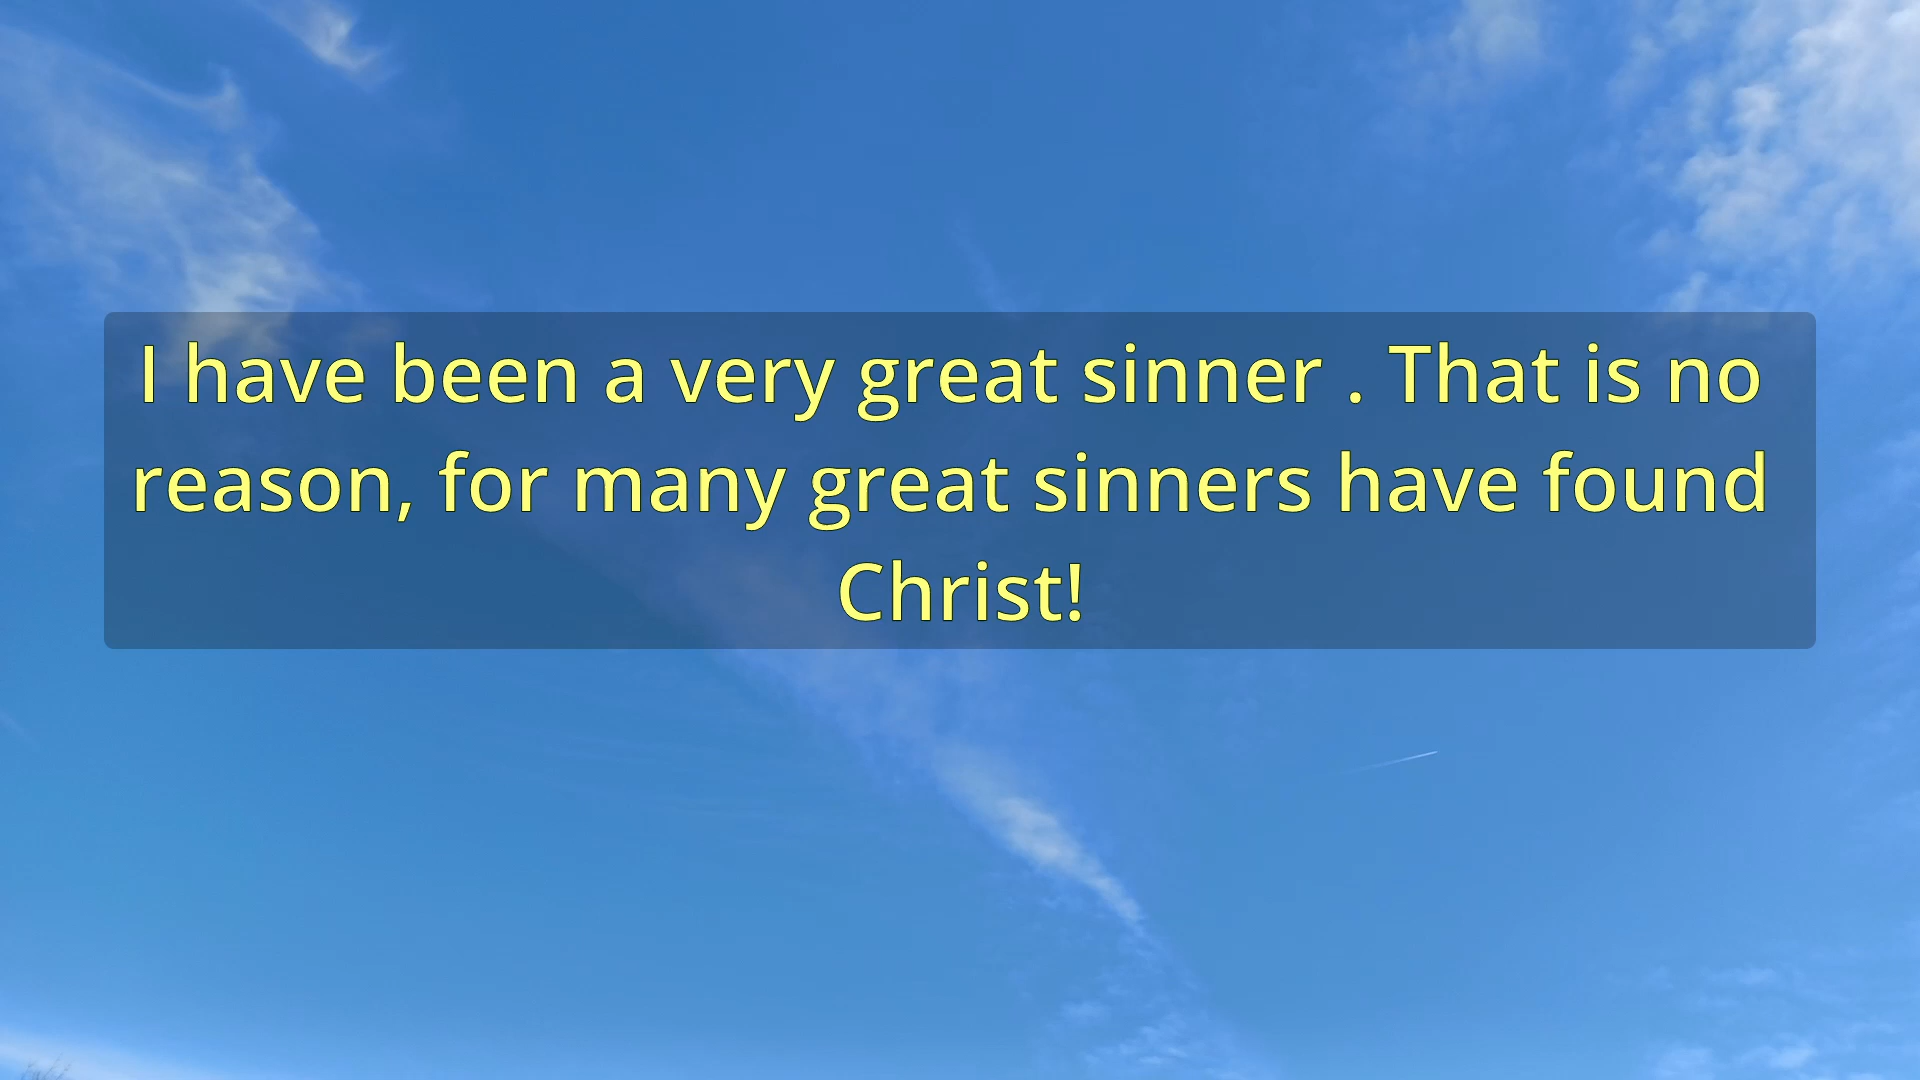 I have been a very great sinner . That is no
reason, for many great sinners have found
Christ!